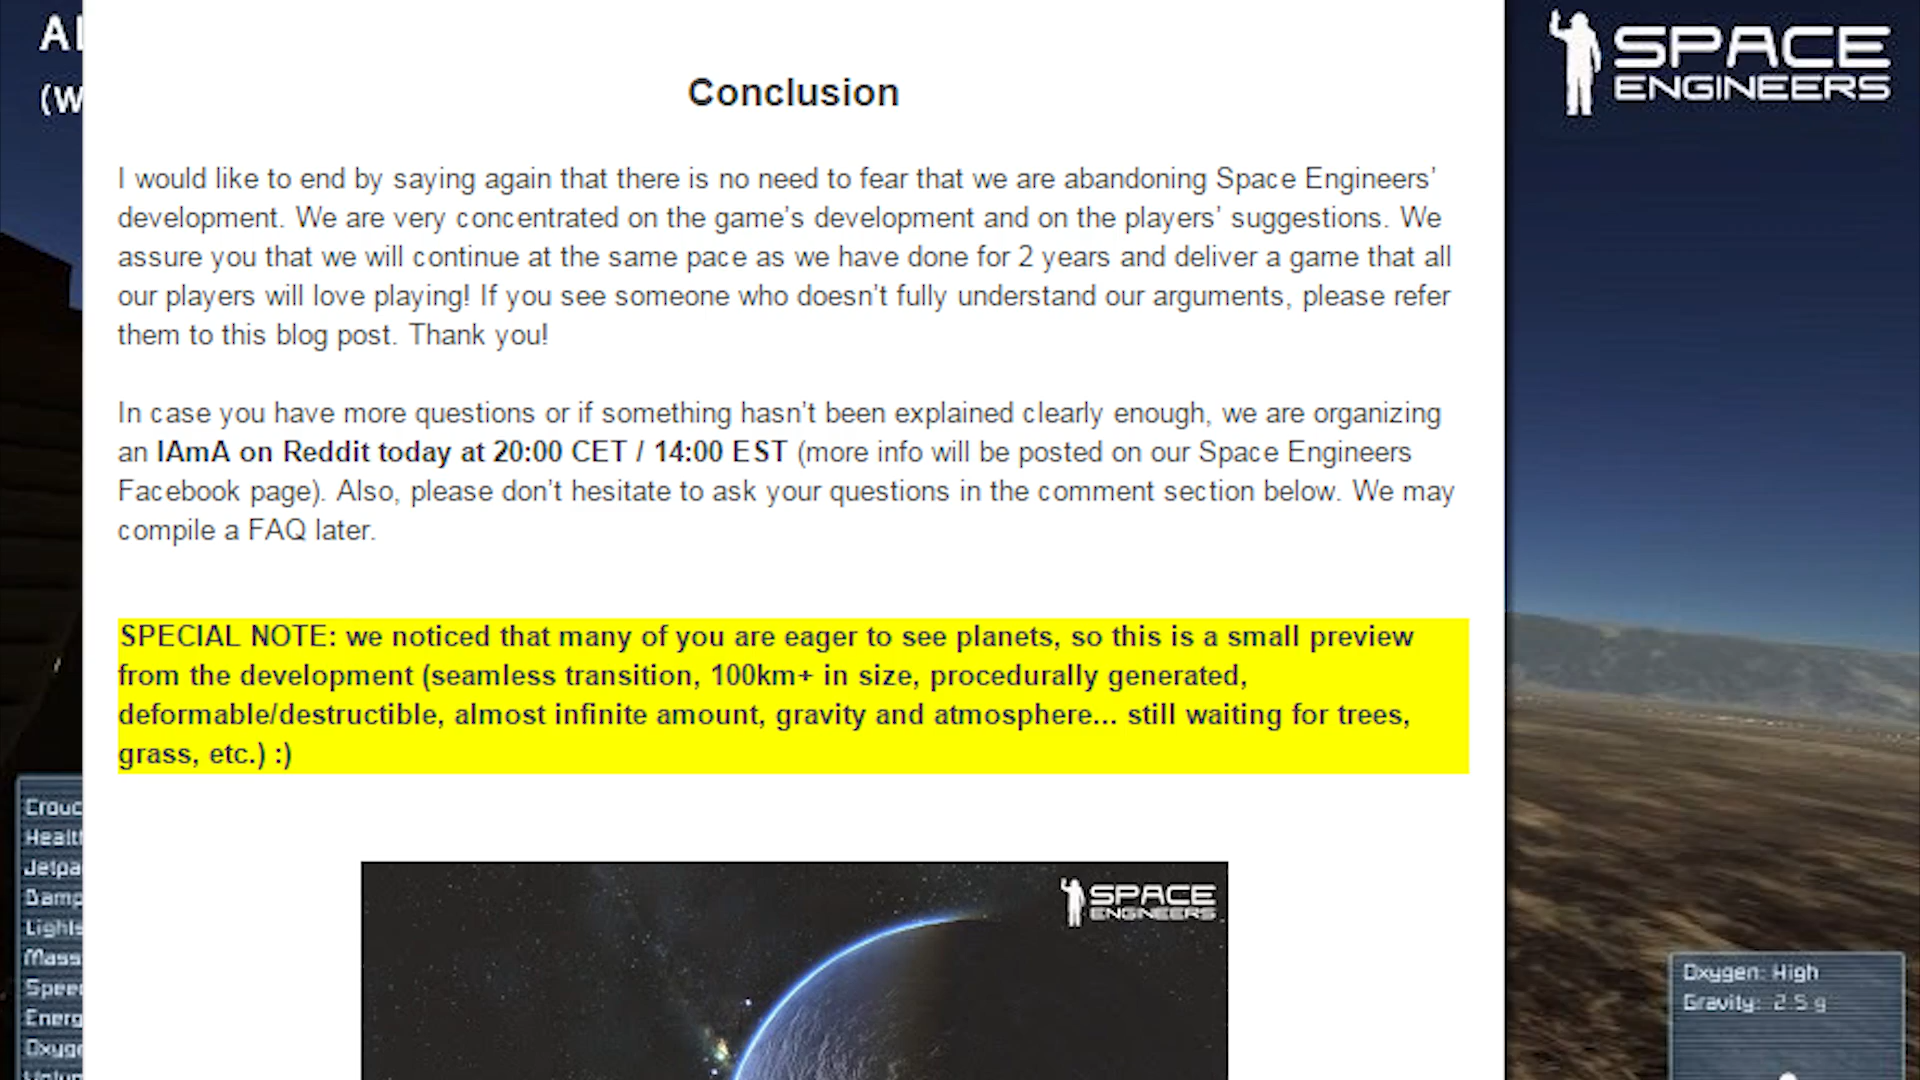 Al
(W
SPACE
ENGINEERS
Conclusion
I would like to end by saying again that there is no need to fear that we are abandoning Space Engineers’
development. We are very concentrated on the game’s development and on the players’ suggestions. We
assure you that we will continue at the same pace as we have done for 2 years and deliver a game that all
our players will love playing! If you see someone who doesn’t fully understand our arguments, please refer
them to this blog post. Thank you!
In case you have more questions or if something hasn’t been explained clearly enough, we are organizing
an IAmA on Reddit today at 20:00 CET / 14:00 EST (more info will be posted on our Space Engineers
Facebook page). Also, please don’t hesitate to ask your questions in the comment section below. We may
compile a FAQ later.
SPECIAL NOTE: we noticed that many of you are eager to see planets, so this is a small preview
from the development (seamless transition, 100km+ in size, procedurally generated,
deformable/destructible, almost infinite amount, gravity and atmosphere... still waiting for trees,
grass, etc.) :)
Crouc
Healt
Jetpa
Damp
Lights
Mass
Speed
Energ
Oxyge
SPACE
ENGINEERS
Oxygen: High
Gravity: 2.5 g